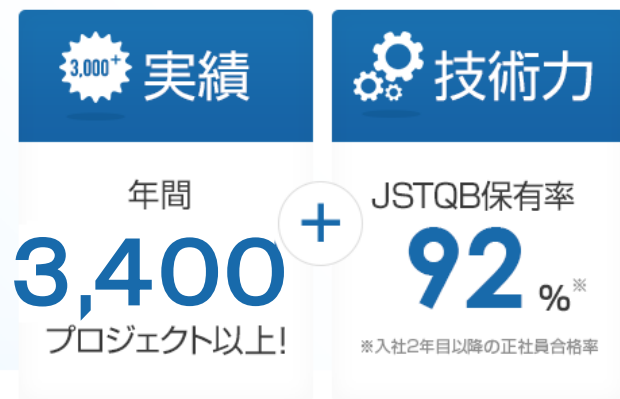 3,000+
実績
年間
3,400
プロジェクト以上!
+
技術力
JSTQB保有率
92%※
※入社2年目以降の正社員合格率